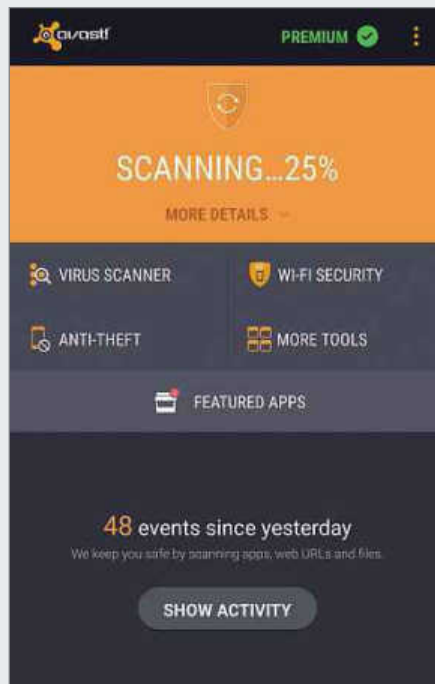 avast!
PREMIUM
SCANNING...25%
MORE DETAILS
VIRUS SCANNER
WI-FI SECURITY
ANTI-THEFT
MORE TOOLS
FEATURED APPS
48 events since yesterday
We keep you safe by scanning apps, web URLs and files.
SHOW ACTIVITY